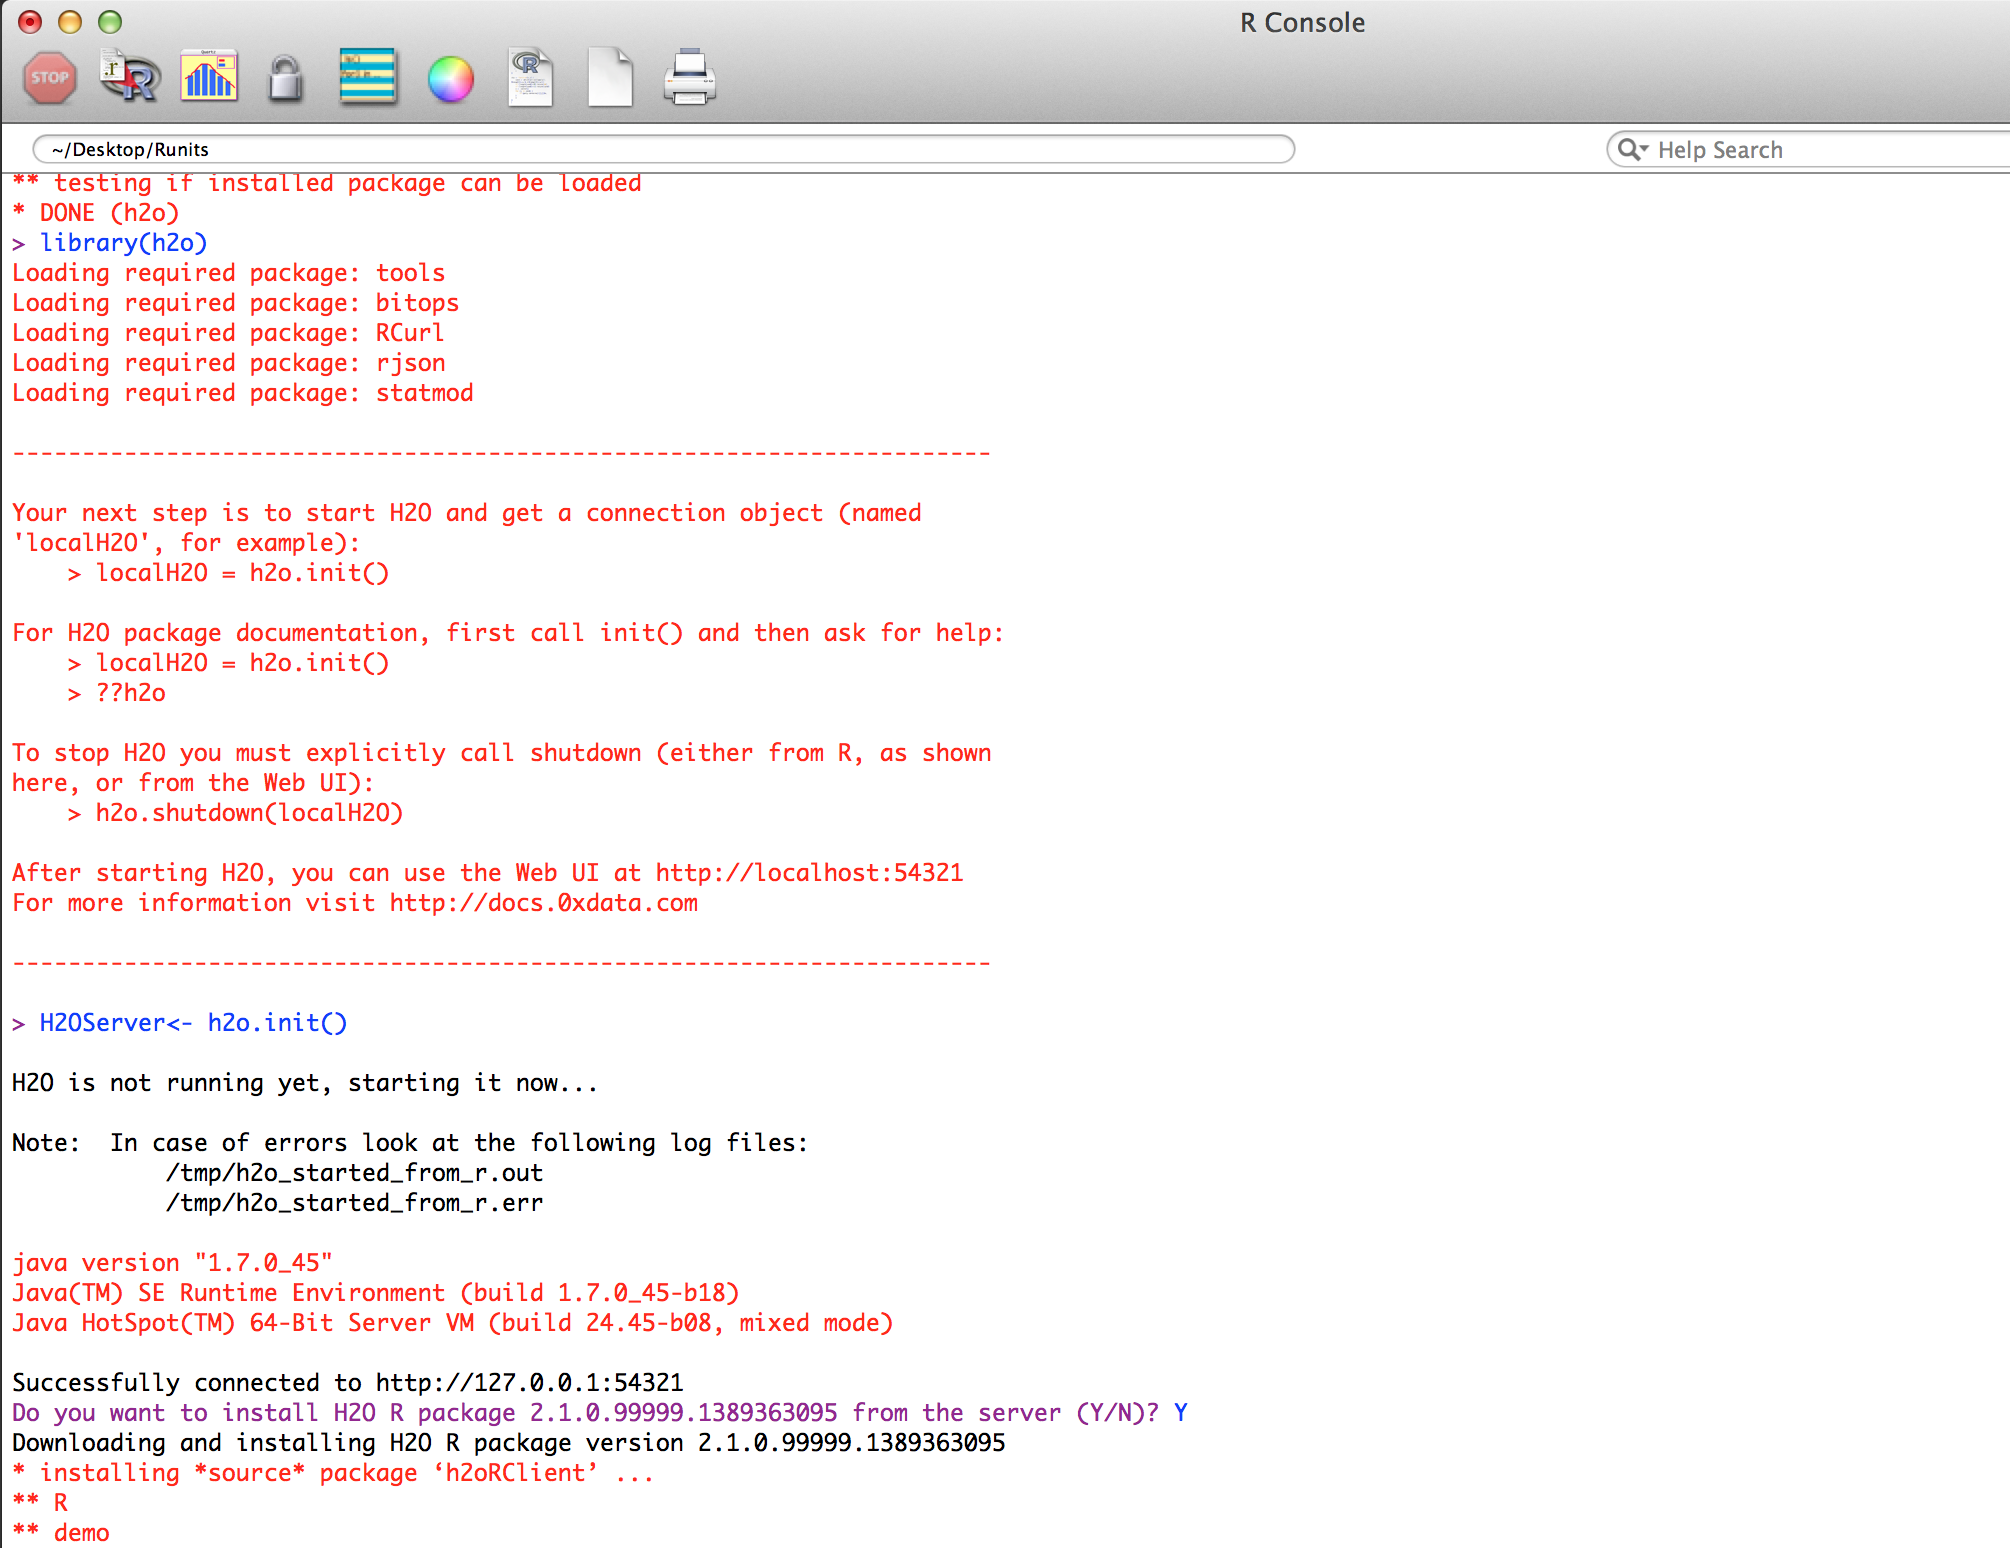 R Console
STOP
~/Desktop/Runits
Help Search
** testing if installed package can be loaded
* DONE (h2o)
> library(h2o)
Loading required package: tools
Loading required package: bitops
Loading required package: RCurl
Loading required package: rjson
Loading required package: statmod
----------------------------------------------------------------------
Your next step is to start H2O and get a connection object (named
'localH2O', for example):
    > localH2O = h2o.init()
For H2O package documentation, first call init() and then ask for help:
    > localH2O = h2o.init()
    > ??h2o
To stop H2O you must explicitly call shutdown (either from R, as shown
here, or from the Web UI):
    > h2o.shutdown(localH2O)
After starting H2O, you can use the Web UI at http://localhost:54321
For more information visit http://docs.0xdata.com
----------------------------------------------------------------------
> H2OServer<- h2o.init()
H2O is not running yet, starting it now...
Note:  In case of errors look at the following log files:
           /tmp/h2o_started_from_r.out
           /tmp/h2o_started_from_r.err
java version "1.7.0_45"
Java(TM) SE Runtime Environment (build 1.7.0_45-b18)
Java HotSpot(TM) 64-Bit Server VM (build 24.45-b08, mixed mode)
Successfully connected to http://127.0.0.1:54321
Do you want to install H2O R package 2.1.0.99999.1389363095 from the server (Y/N)? Y
Downloading and installing H2O R package version 2.1.0.99999.1389363095
* installing *source* package ‘h2oRClient’ ...
** R
** demo